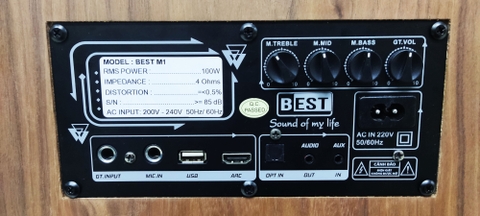 MODEL : BEST M1
RMS POWER 100W
IMPEDANCE : 4 Ohms
DISTORTION : =<0.5%
S/N : >= 85 dB
AC INPUT: 200V - 240V 50Hz/ 60Hz
M.TREBLE M.MID M.BASS GT.VOL
QC PASSED
BEST
Sound of my life
AC IN 220V
50/60Hz
AUDIO AUX
GT.INPUT MIC.IN USB ARC OPT IN OUT IN
CẢNH BÁO